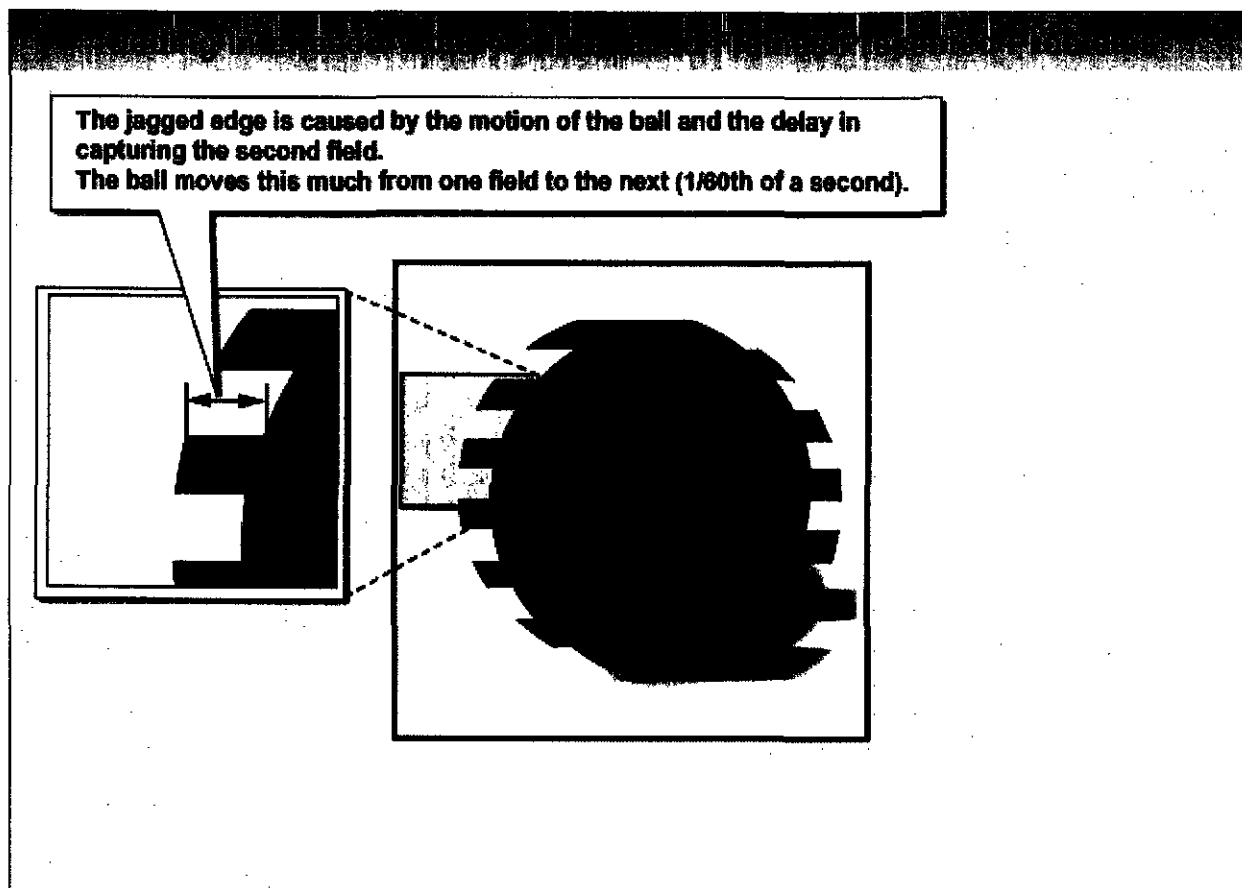 The jagged edge is caused by the motion of the ball and the delay in
capturing the second field.
The ball moves this much from one field to the next (1/60th of a second).